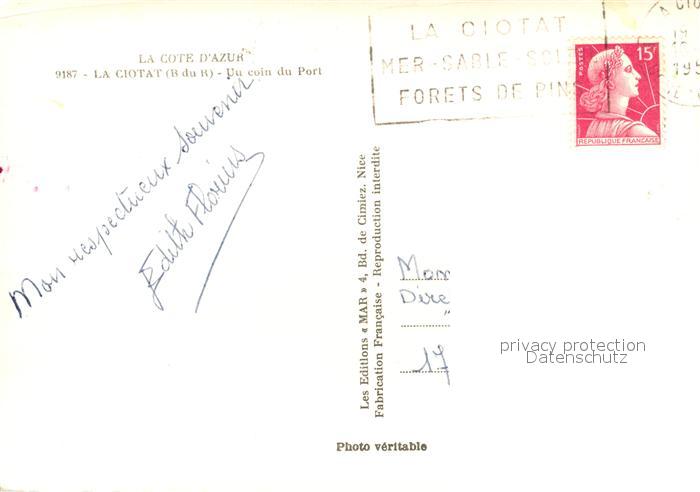 LA COTE D'AZUR
9187 - LA CIOTAT (B du R) - Un coin du Port
LA CIOTAT
MER-SABLE-SOL
FORETS DE PIN
POSTES
15F
REPUBLIQUE FRANÇAISE
Mon respectueux souvenir.
Edith
Les Editions « MAR » 4, Bd. de Cimiez, Nice
Fabrication Française - Reproduction interdite
Mon
Dire
"
17
privacy protection
Datenschutz
Photo véritable